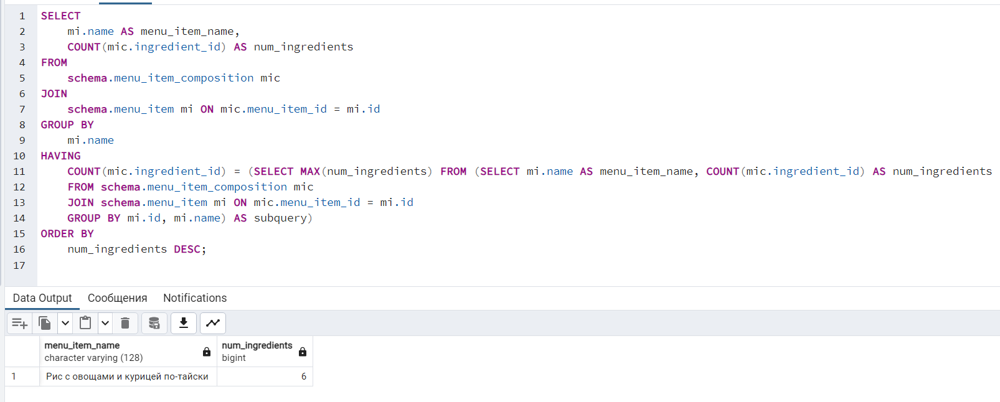 1 SELECT
2 mi.name AS menu_item_name,
3 COUNT(mic.ingredient_id) AS num_ingredients
4 FROM
5 schema.menu_item_composition mic
6 JOIN
7 schema.menu_item mi ON mic.menu_item_id = mi.id
8 GROUP BY
9 mi.name
10 HAVING
11 COUNT(mic.ingredient_id) = (SELECT MAX(num_ingredients) FROM (SELECT mi.name AS menu_item_name, COUNT(mic.ingredient_id) AS num_ingredients
12 FROM schema.menu_item_composition mic
13 JOIN schema.menu_item mi ON mic.menu_item_id = mi.id
14 GROUP BY mi.id, mi.name) AS subquery)
15 ORDER BY
16 num_ingredients DESC;
17
Data Output Сообщения Notifications
menu_item_name num_ingredients
character varying (128) bigint
1 Рис с овощами и курицей по-тайски 6